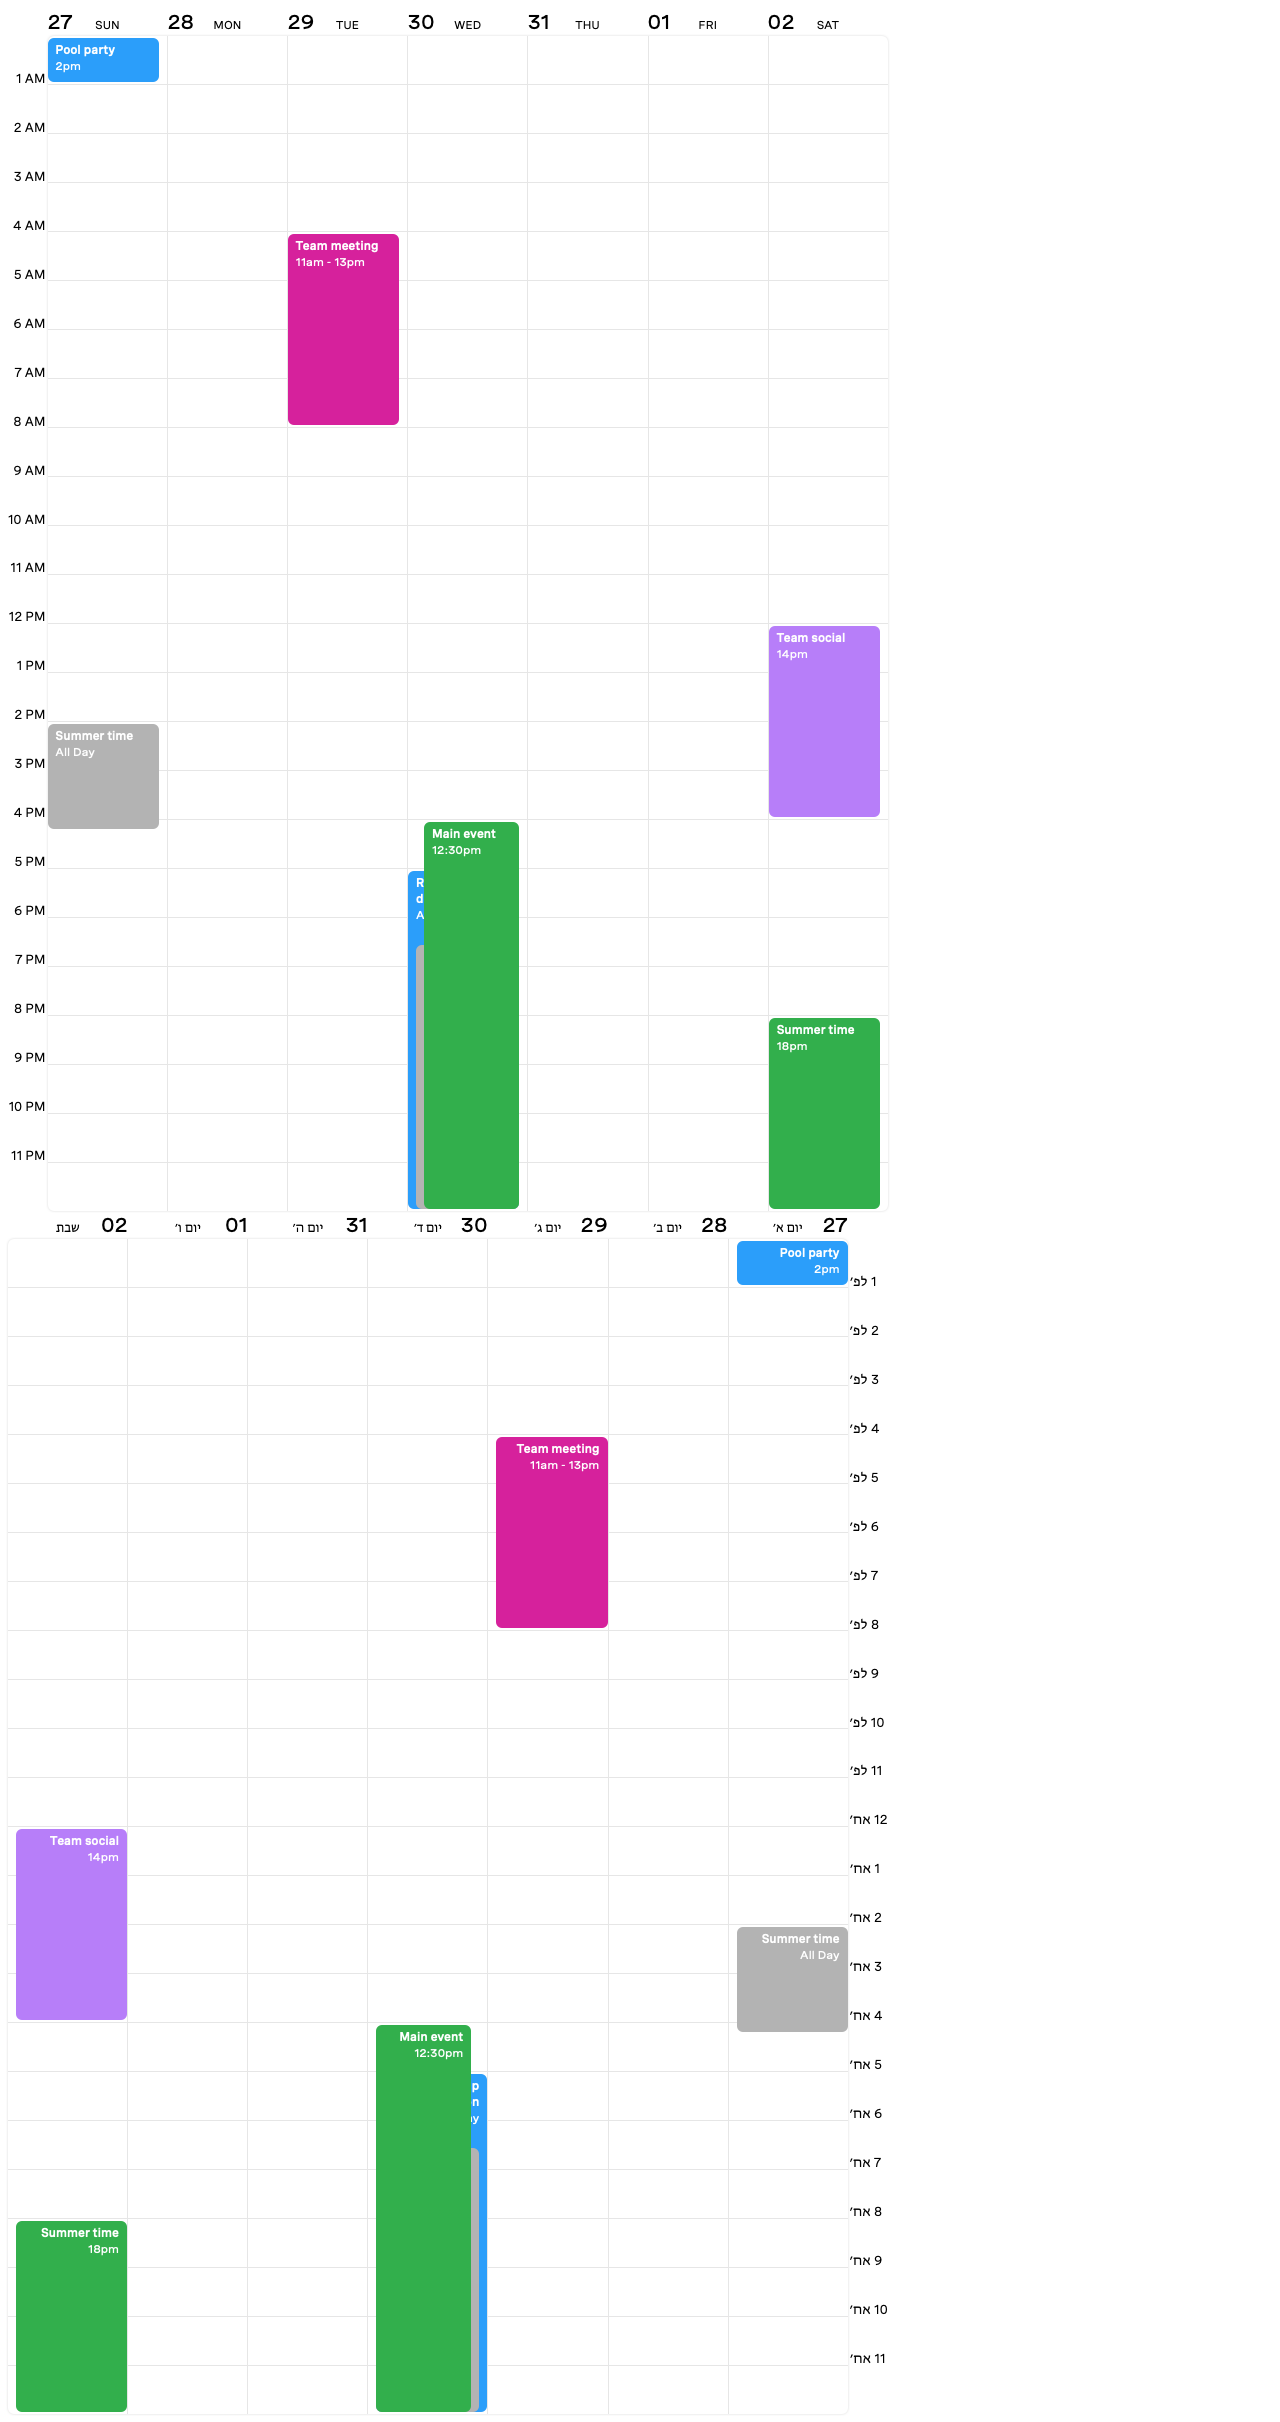 27 SUN 28 MON 29 TUE 30 WED 31 THU 01 FRI 02 SAT
Pool party
2pm
1 AM
2 AM
3 AM
4 AM
Team meeting
11am - 13pm
5 AM
6 AM
7 AM
8 AM
9 AM
10 AM
11 AM
12 PM
Team social
14pm
1 PM
2 PM
Summer time
All Day
3 PM
4 PM
Main event
12:30pm
5 PM
R
d
A
6 PM
7 PM
8 PM
Summer time
18pm
9 PM
10 PM
11 PM
27 יום א׳ 28 יום ב׳ 29 יום ג׳ 30 יום ד׳ 31 יום ה׳ 01 יום ו׳ 02 שבת
Pool party
2pm
1 לפ׳
2 לפ׳
3 לפ׳
4 לפ׳
Team meeting
11am - 13pm
5 לפ׳
6 לפ׳
7 לפ׳
8 לפ׳
9 לפ׳
10 לפ׳
11 לפ׳
12 אח׳
Team social
14pm
1 אח׳
2 אח׳
Summer time
All Day
3 אח׳
4 אח׳
Main event
12:30pm
5 אח׳
p
n
ay
6 אח׳
7 אח׳
8 אח׳
Summer time
18pm
9 אח׳
10 אח׳
11 אח׳